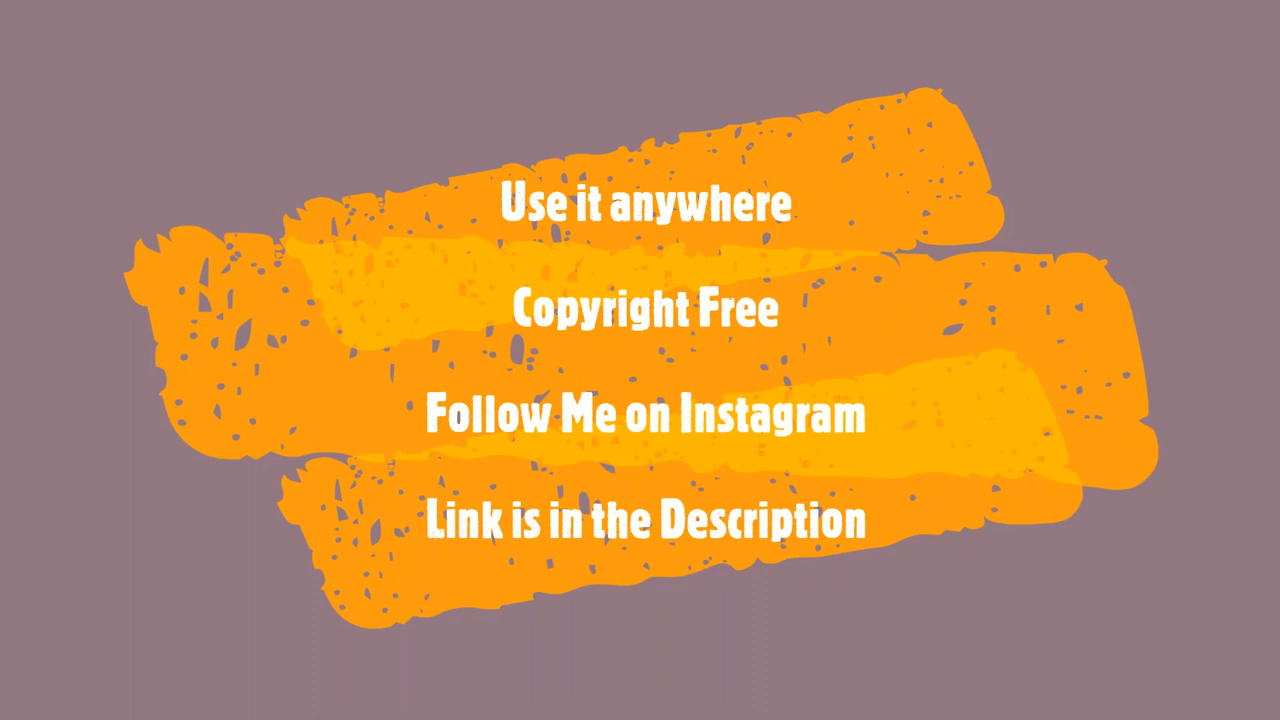 Use it anywhere
Copyright Free
Follow Me on Instagram
Link is in the Description